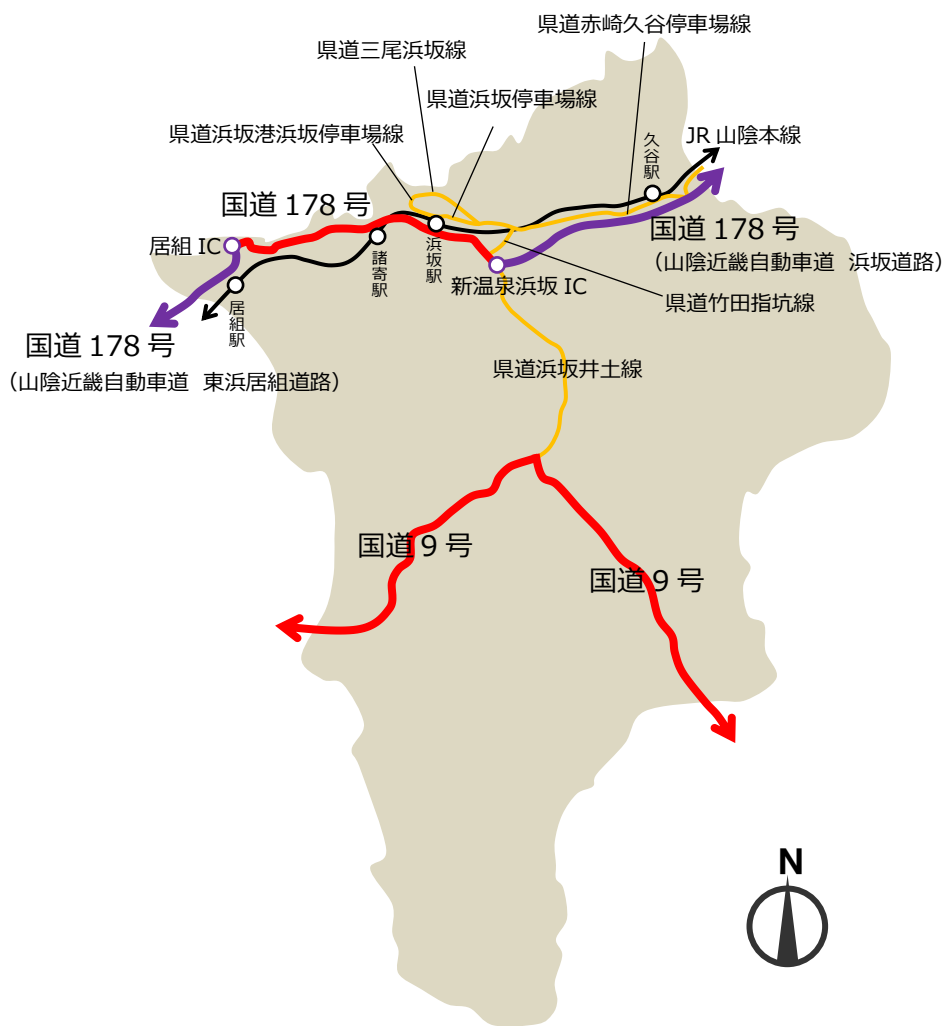 県道赤崎久谷停車場線
県道三尾浜坂線
県道浜坂停車場線
県道浜坂港浜坂停車場線
JR 山陰本線
久谷駅
国道 178 号
国道 178 号
（山陰近畿自動車道　浜坂道路）
居組 IC
諸寄駅
浜坂駅
新温泉浜坂 IC
県道竹田指坑線
居組駅
国道 178 号
（山陰近畿自動車道　東浜居組道路）
県道浜坂井土線
国道 9 号
国道 9 号
N